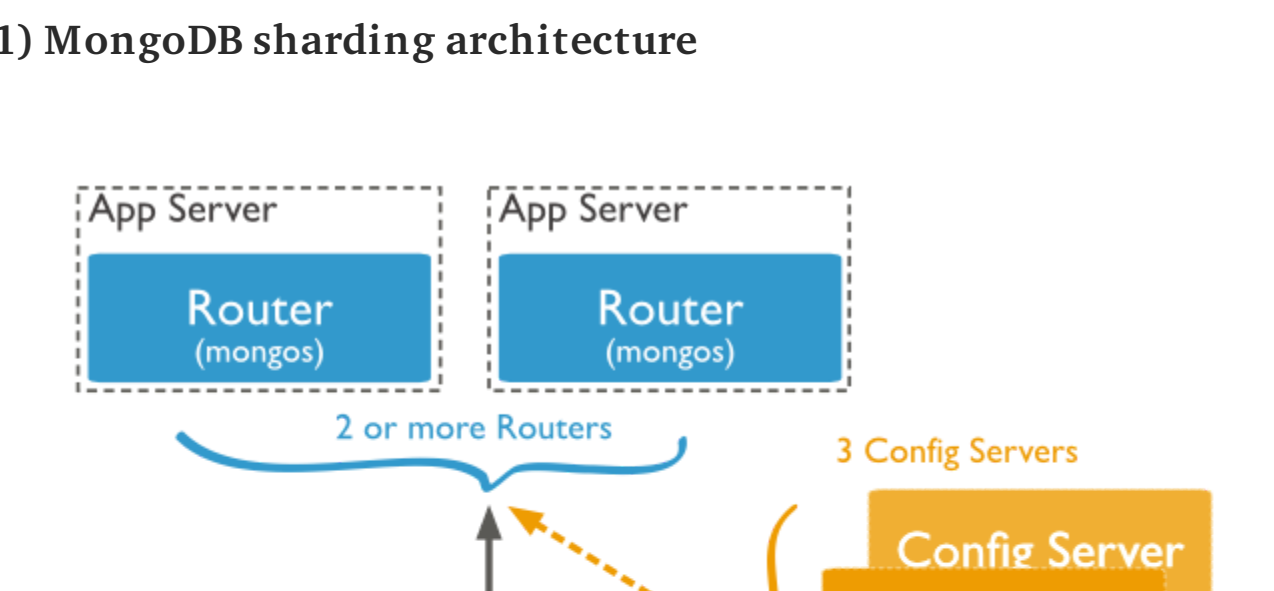 1) MongoDB sharding architecture
App Server
App Server
Router
(mongos)
Router
(mongos)
2 or more Routers
3 Config Servers
Config Server